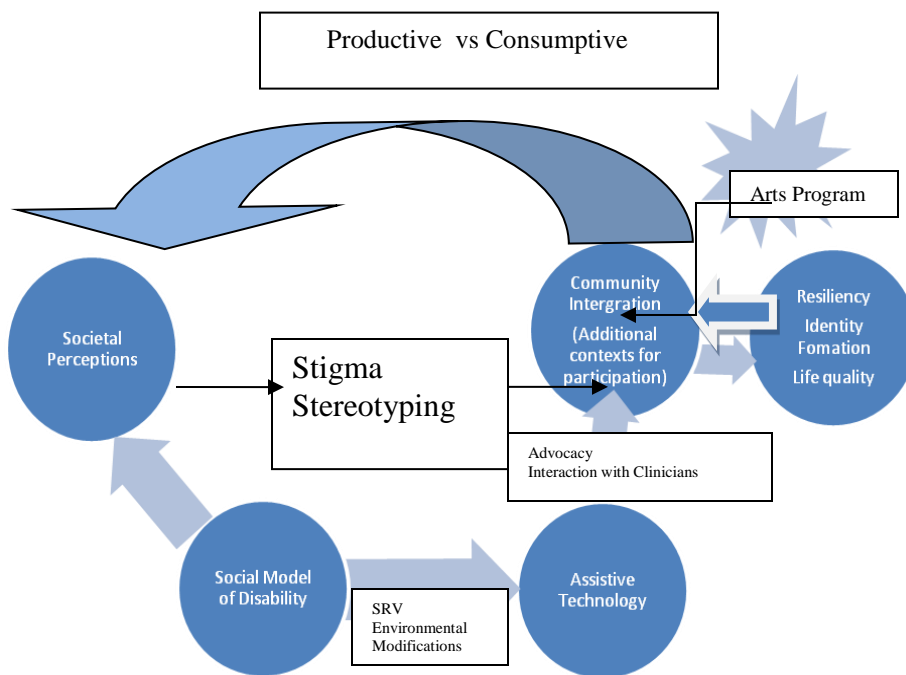 Productive vs Consumptive
Arts Program
Community
Intergration
(Additional
contexts for
participation)
Resiliency
Identity
Fomation
Life quality
Societal
Perceptions
Stigma
Stereotyping
Advocacy
Interaction with Clinicians
Social Model
of Disability
SRV
Environmental
Modifications
Assistive
Technology